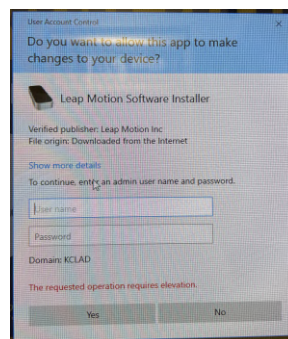 User Account Control
Do you want to allow this app to make
changes to your device?
Leap Motion Software Installer
Verified publisher: Leap Motion Inc
File origin: Downloaded from the Internet
Show more details
To continue, enter an admin user name and password.
User name
Password
Domain: KCLAD
The requested operation requires elevation.
Yes
No